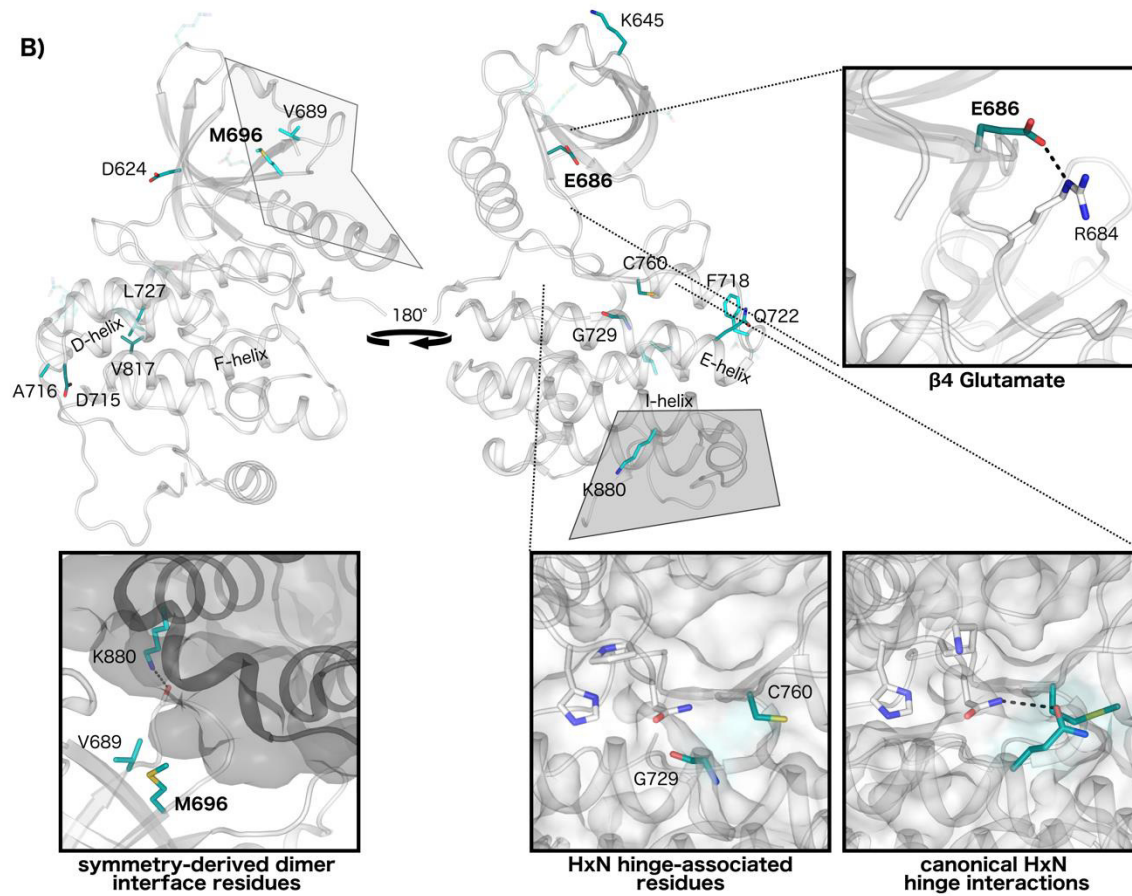 B)
K645
V689
M696
D624
E686
E686
R684
β4 Glutamate
C760
F718
L727
D-helix
180°
G729
Q722
V817
F-helix
E-helix
A716
D715
I-helix
K880
K880
V689
M696
symmetry-derived dimer
interface residues
C760
G729
HxN hinge-associated
residues
canonical HxN
hinge interactions